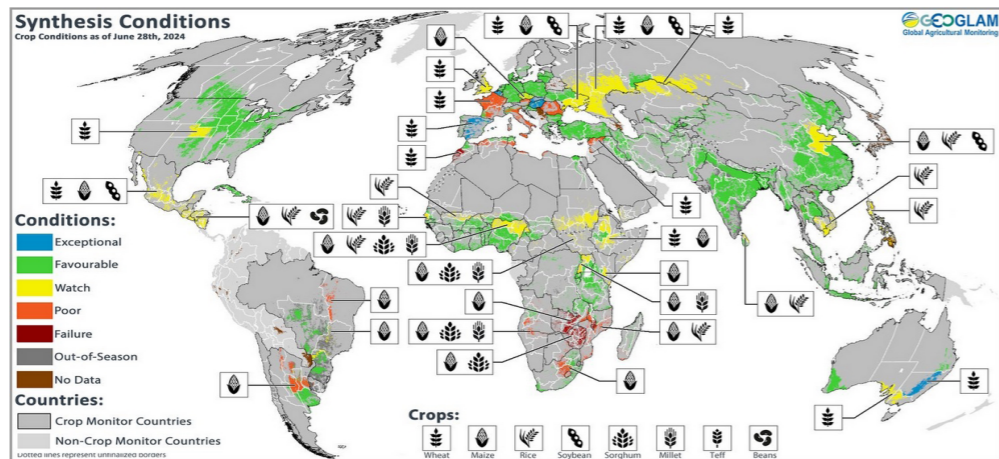 Synthesis Conditions
Crop Conditions as of June 28th, 2024
GEOGLAM
Global Agricultural Monitoring
Conditions:
Exceptional
Favourable
Watch
Poor
Failure
Out-of-Season
No Data
Countries:
Crop Monitor Countries
Non-Crop Monitor Countries
Dotted lines represent unfinalized borders
Crops:
Wheat Maize Rice Soybean Sorghum Millet Teff Beans